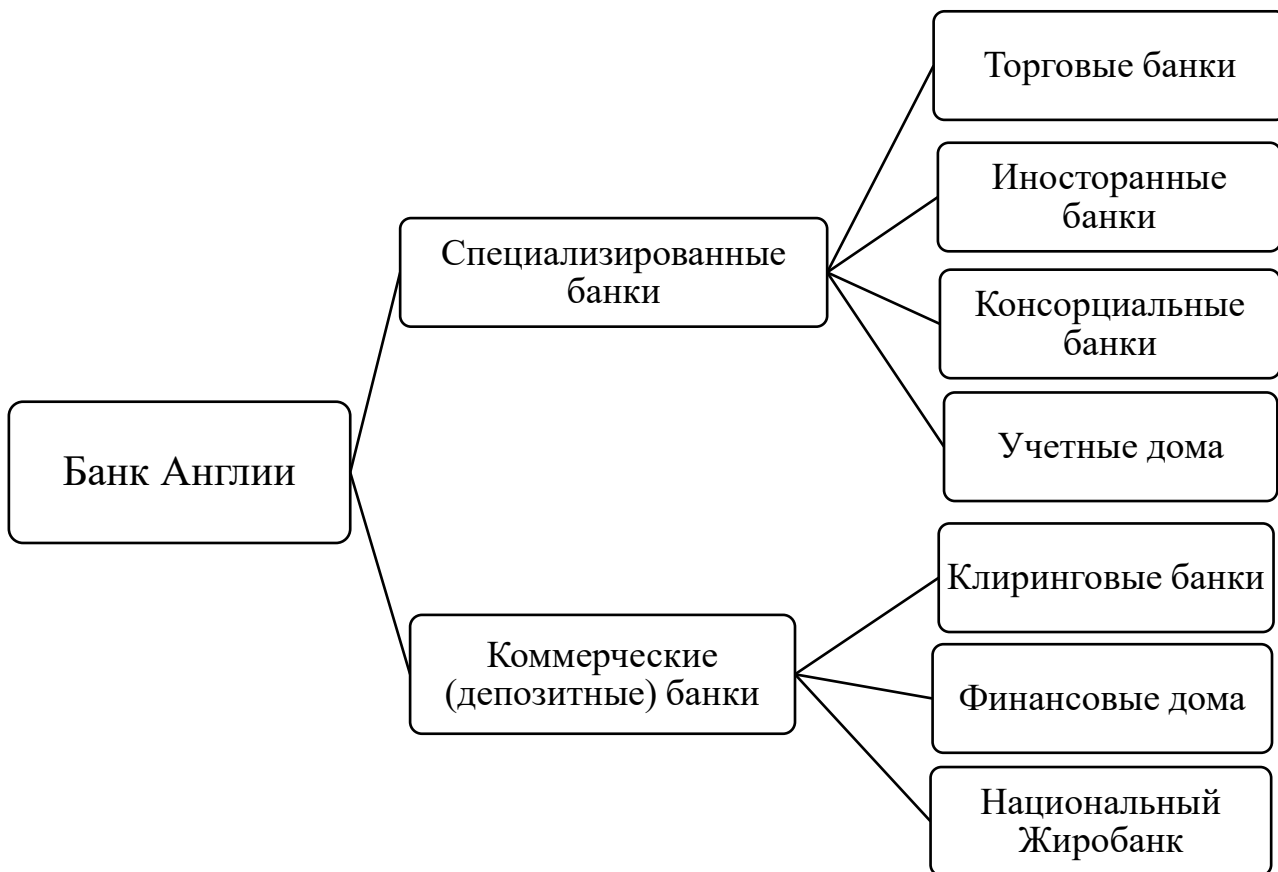 Торговые банки
Иносторанные
банки
Специализированные
банки
Консорциальные
банки
Учетные дома
Банк Англии
Клиринговые банки
Коммерческие
(депозитные) банки
Финансовые дома
Национальный
Жиробанк